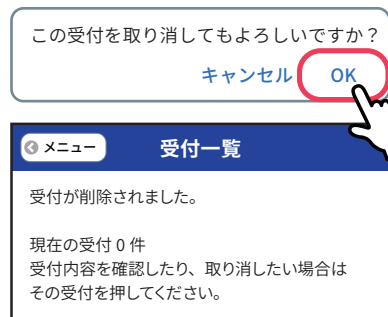 この受付を取り消してもよろしいですか？
キャンセル OK
メニュー 受付一覧
受付が削除されました。
現在の受付 0 件
受付内容を確認したり、取り消したい場合は
その受付を押してください。